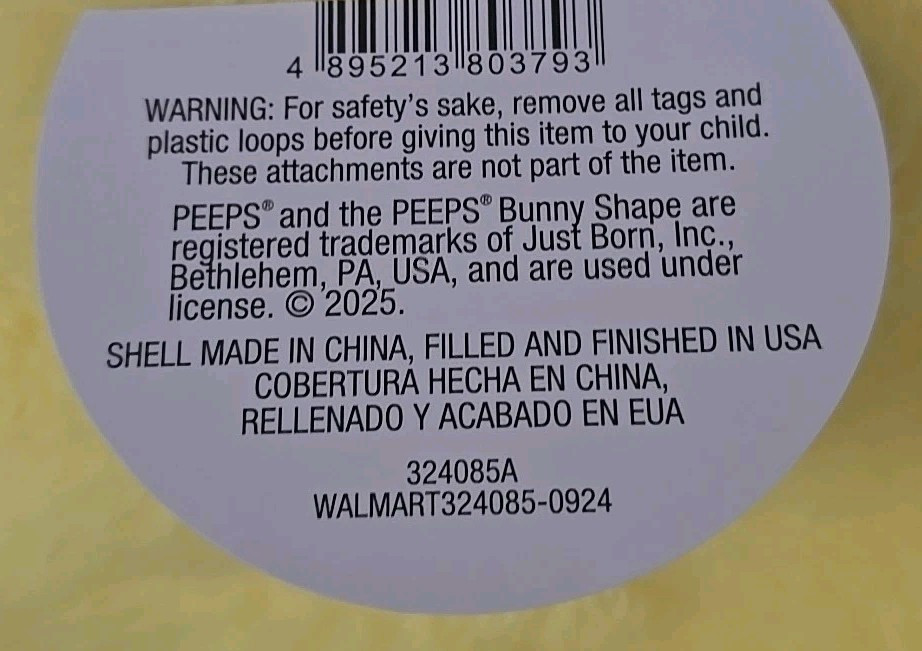 4 895213 803793
WARNING: For safety's sake, remove all tags and
plastic loops before giving this item to your child.
These attachments are not part of the item.
PEEPS® and the PEEPS® Bunny Shape are
registered trademarks of Just Born, Inc.,
Bethlehem, PA, USA, and are used under
license. © 2025.
SHELL MADE IN CHINA, FILLED AND FINISHED IN USA
COBERTURA HECHA EN CHINA,
RELLENADO Y ACABADO EN EUA
324085A
WALMART324085-0924